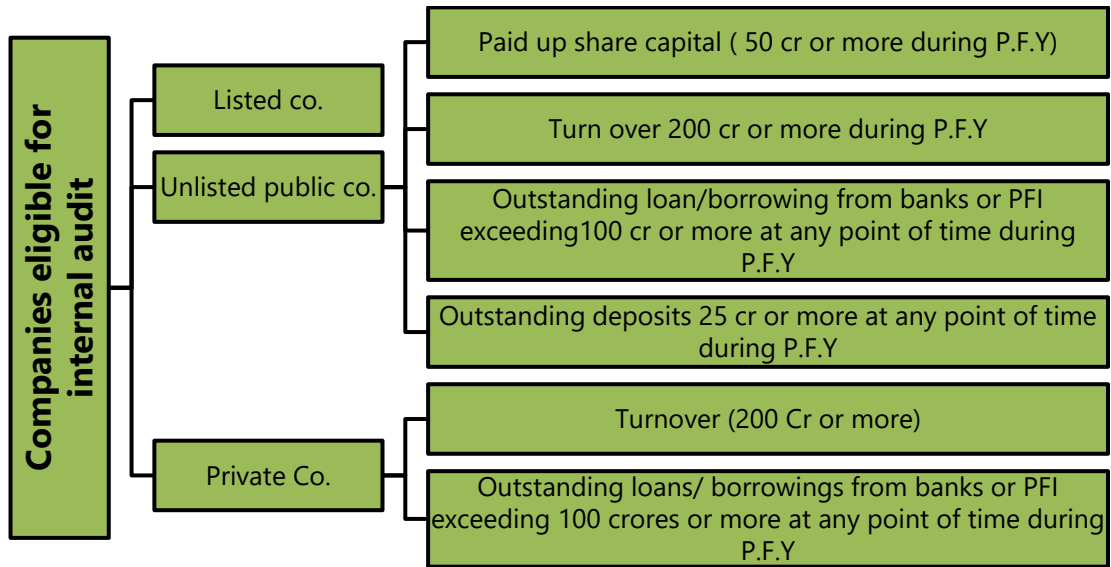 Companies eligible for
internal audit
Listed co.
Unlisted public co.
Paid up share capital ( 50 cr or more during P.F.Y)
Turn over 200 cr or more during P.F.Y
Outstanding loan/borrowing from banks or PFI
exceeding100 cr or more at any point of time during
P.F.Y
Outstanding deposits 25 cr or more at any point of time
during P.F.Y
Private Co.
Turnover (200 Cr or more)
Outstanding loans/ borrowings from banks or PFI
exceeding 100 crores or more at any point of time during
P.F.Y